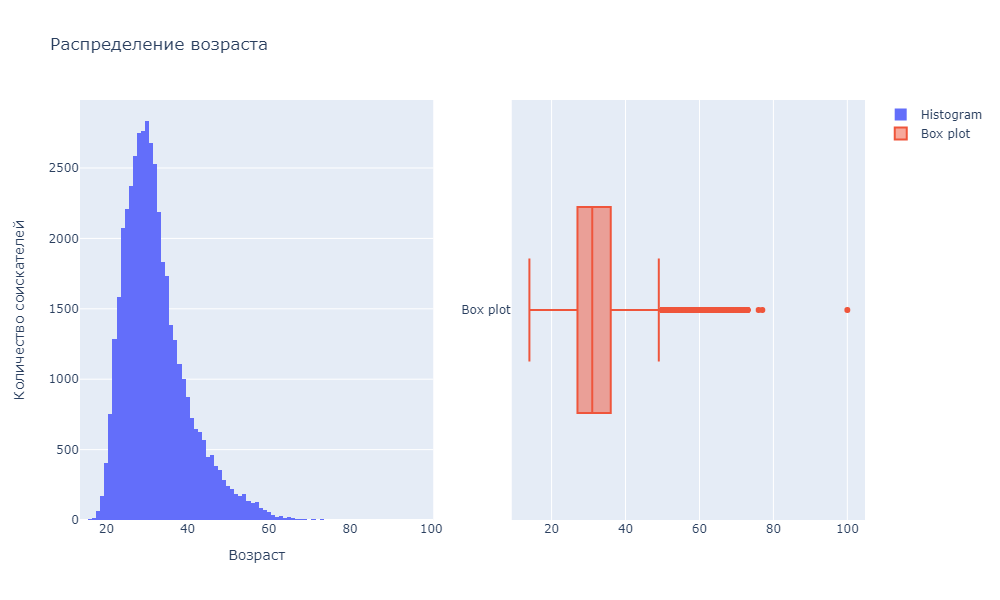 Распределение возраста
Histogram
Box plot
Количество соискателей
2500
2000
1500
1000
500
0
20
40
60
80
100
Возраст
Box plot
20
40
60
80
100